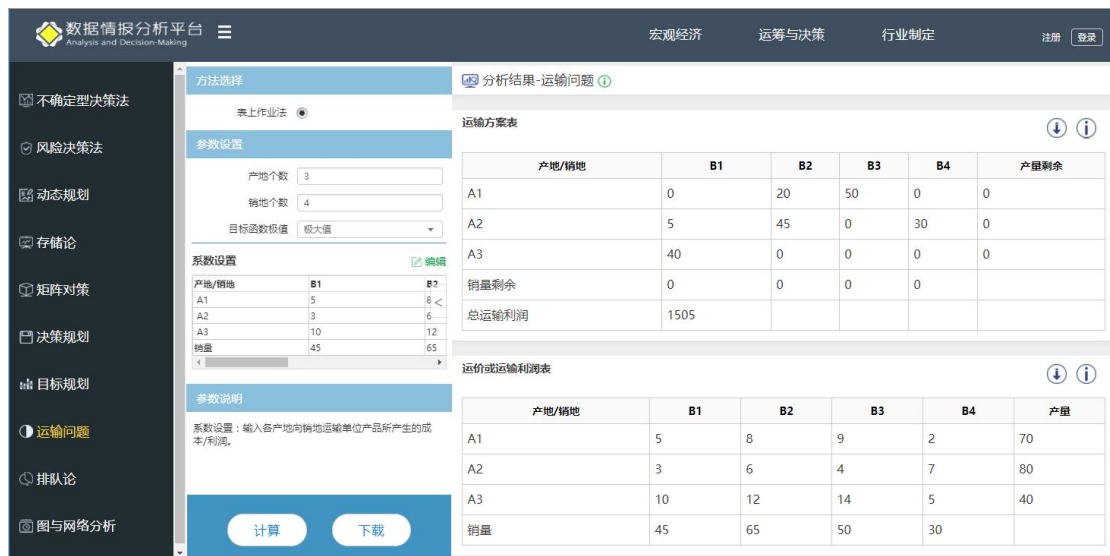 数据情报分析平台
Analysis and Decision-Making
宏观经济 运筹与决策 行业制定 注册 登录
不确定型决策法
风险决策法
动态规划
存储论
矩阵对策
决策规划
目标规划
运输问题
排队论
图与网络分析
方法选择
表上作业法
参数设置
产地个数 3
销地个数 4
目标函数极值 极大值
系数设置 编辑
产地/销地 B1 B2
A1 5 8
A2 3 6
A3 10 12
销量 45 65
参数说明
系数设置：输入各产地向销地运输单位产品所产生的成
本/利润。
计算 下载
分析结果-运输问题
运输方案表
产地/销地 B1 B2 B3 B4 产量剩余
A1 0 20 50 0 0
A2 5 45 0 30 0
A3 40 0 0 0 0
销量剩余 0 0 0 0
总运输利润 1505
运价或运输利润表
产地/销地 B1 B2 B3 B4 产量
A1 5 8 9 2 70
A2 3 6 4 7 80
A3 10 12 14 5 40
销量 45 65 50 30